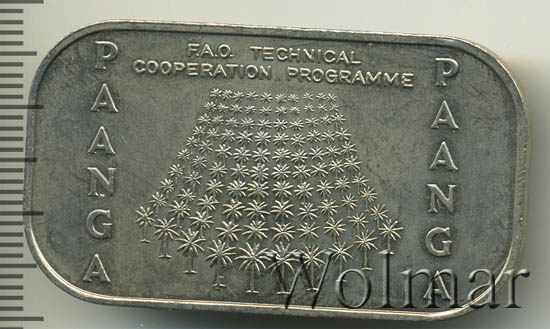 F.A.O. TECHNICAL
COOPERATION PROGRAMME
PAANGA
PAANGA
Wolmar